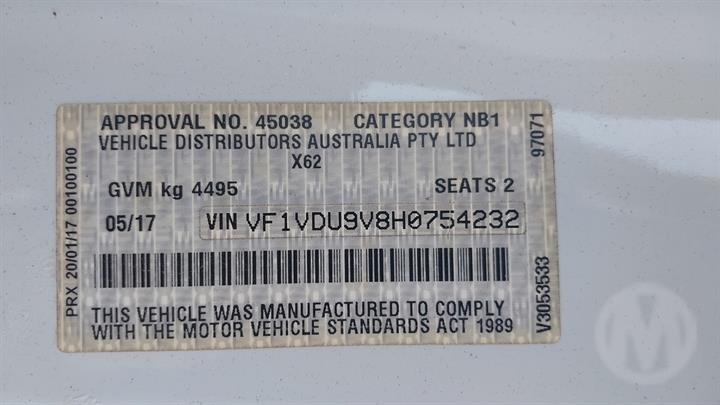 APPROVAL NO. 45038 CATEGORY NB1
VEHICLE DISTRIBUTORS AUSTRALIA PTY LTD
X62
GVM kg 4495 SEATS 2
05/17 VIN VF1VDU9V8H0754232
THIS VEHICLE WAS MANUFACTURED TO COMPLY
WITH THE MOTOR VEHICLE STANDARDS ACT 1989
PRX 20/01/17 00100100
V3053533 97071
M
M